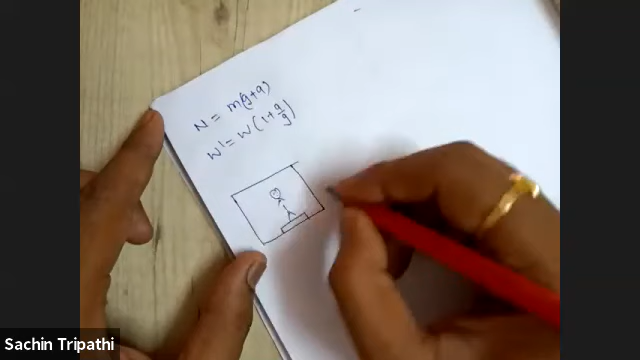 N = m(g+a)
W' = W(1+a/g)
Sachin Tripathi